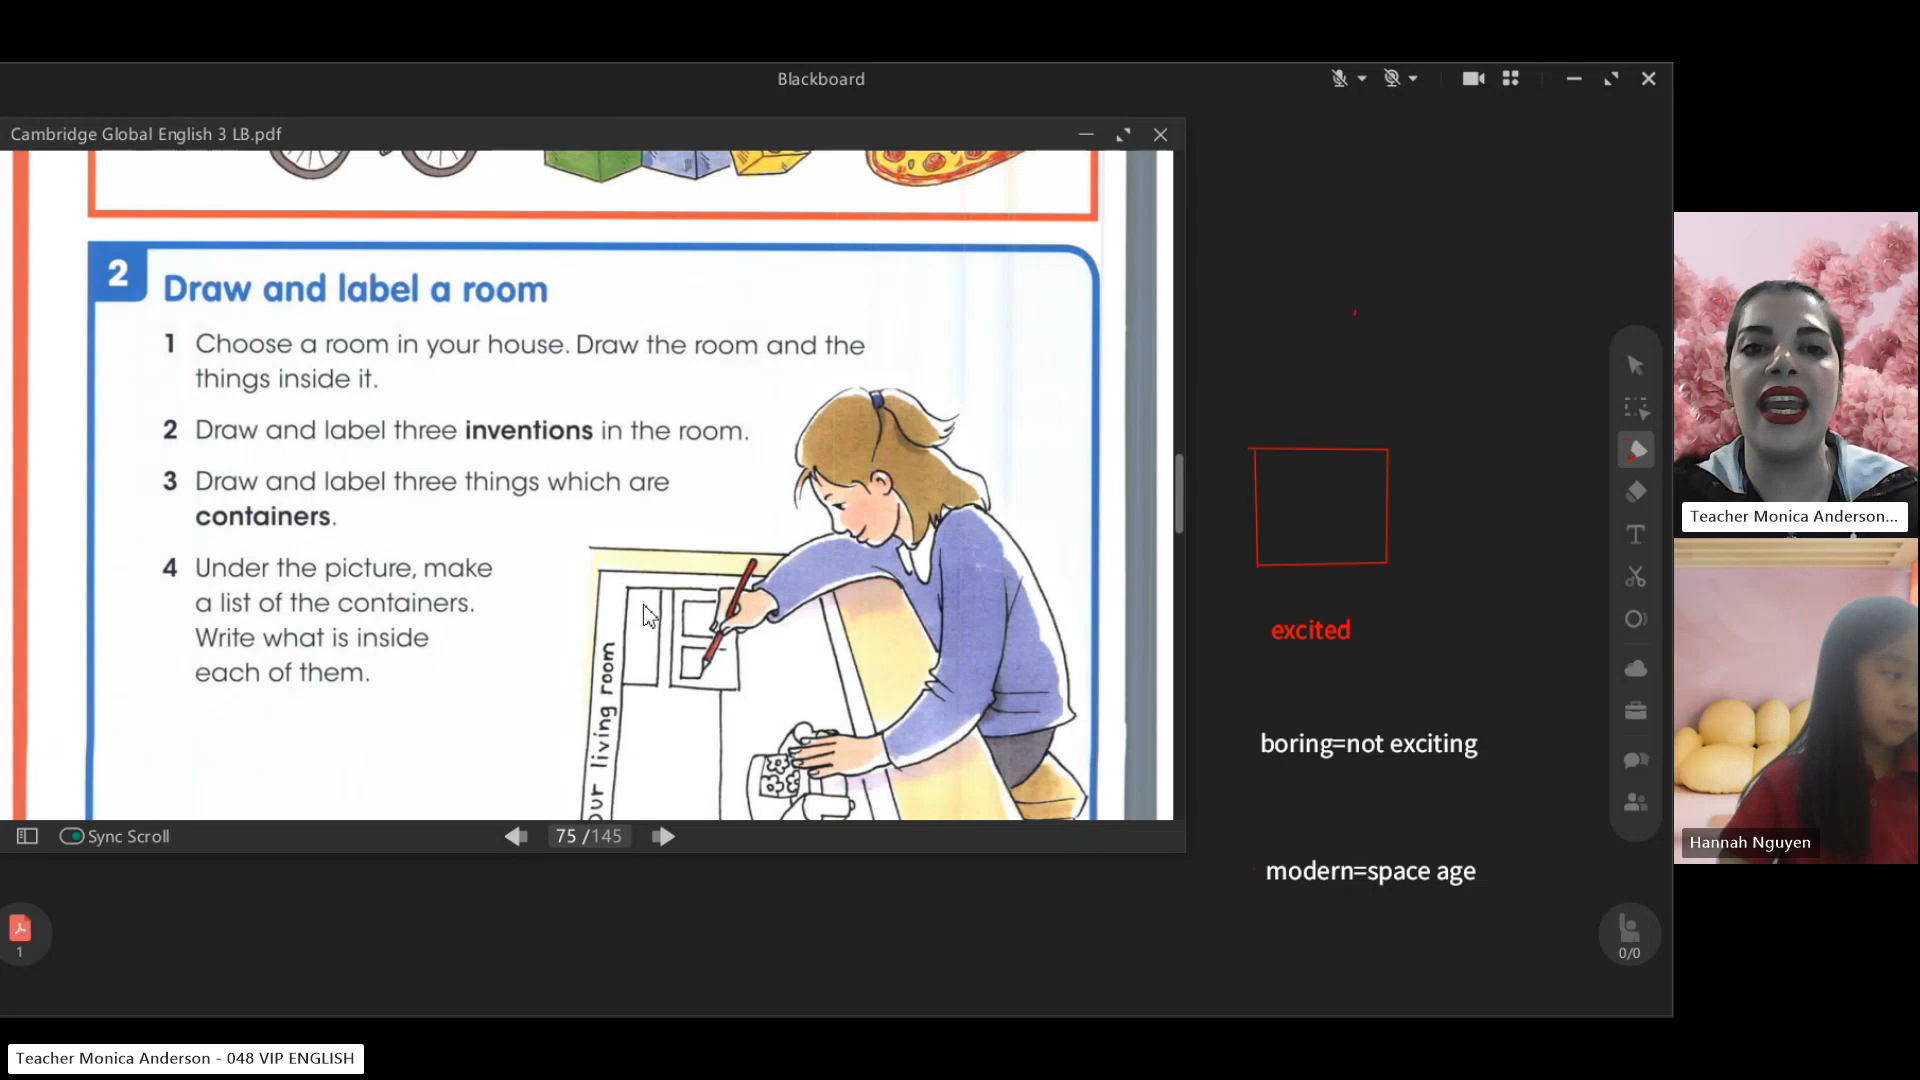 Blackboard
Cambridge Global English 3 LB.pdf
2
Draw and label a room
1 Choose a room in your house. Draw the room and the
things inside it.
2 Draw and label three inventions in the room.
3 Draw and label three things which are
containers.
4 Under the picture, make
a list of the containers.
Write what is inside
each of them.
our living room
Sync Scroll
75 /145
excited
boring=not exciting
modern=space age
T
1
0/0
Teacher Monica Anderson...
Hannah Nguyen
Teacher Monica Anderson - 048 VIP ENGLISH